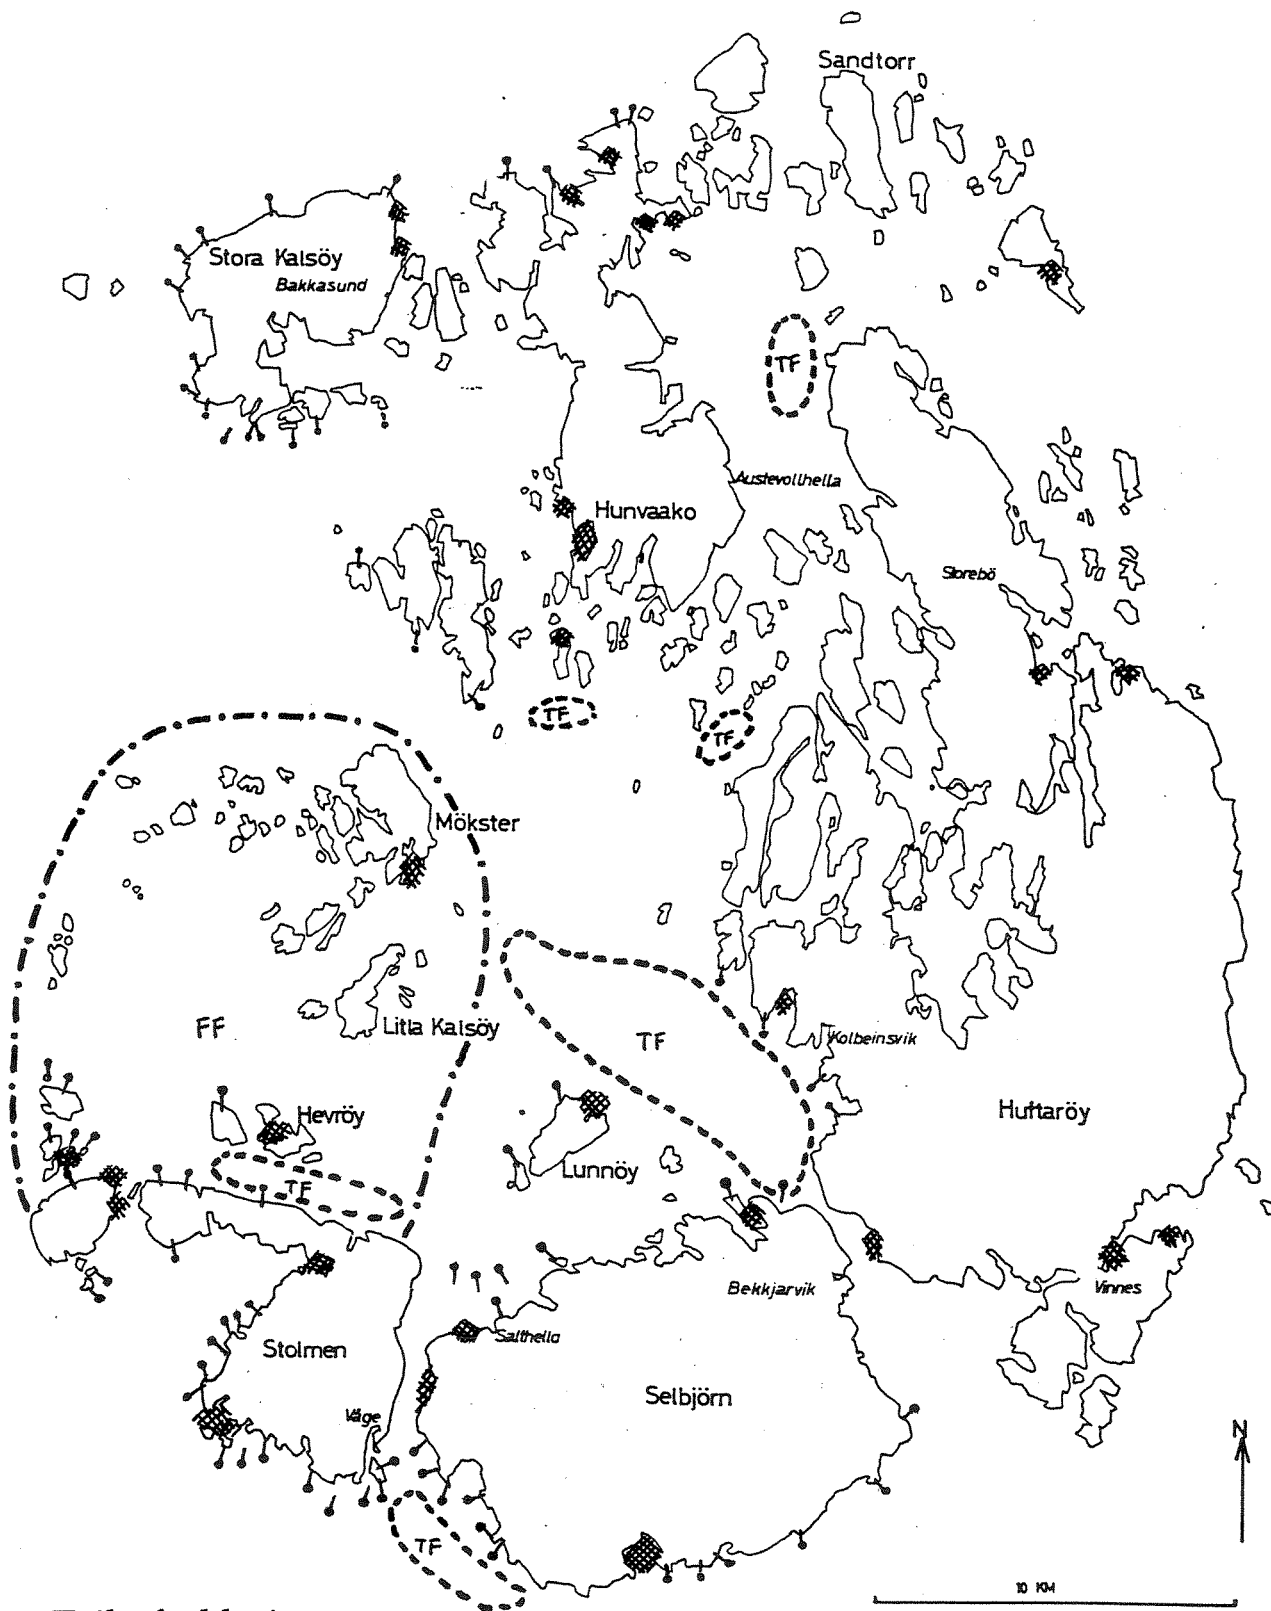 Sandtorr
Stora Kalsöy
Bakkasund
TF
Austevollhella
Hunvaako
Storebö
TF
TF
Mökster
FF
Litla Kalsöy
TF
Kolbeinsvik
Hevröy
Huftaröy
Lunnöy
TF
Bekkjarvik
Vinnes
Salthella
Stolmen
Selbjörn
Våge
N
TF
10 KM